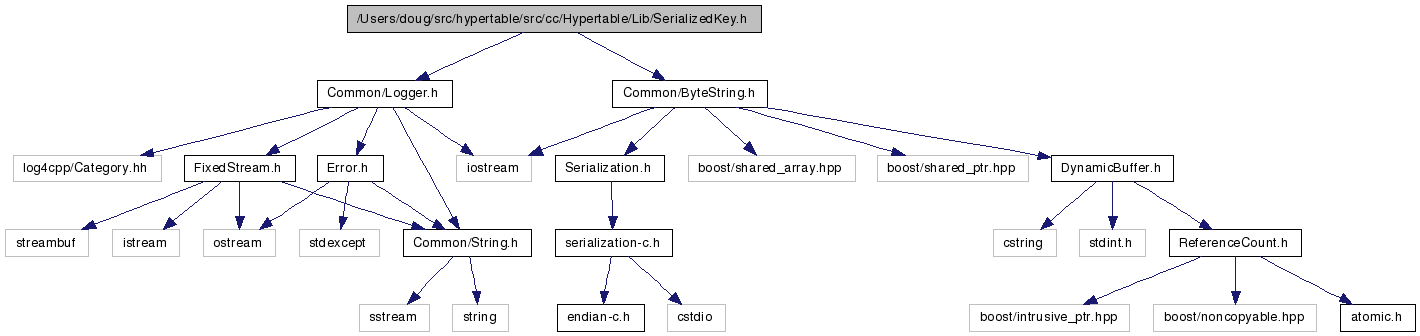 /Users/doug/src/hypertable/src/cc/Hypertable/Lib/SerializedKey.h
Common/Logger.h
Common/ByteString.h
log4cpp/Category.hh
FixedStream.h
Error.h
iostream
Serialization.h
boost/shared_array.hpp
boost/shared_ptr.hpp
DynamicBuffer.h
streambuf
istream
ostream
stdexcept
Common/String.h
serialization-c.h
cstring
stdint.h
ReferenceCount.h
sstream
string
endian-c.h
cstdio
boost/intrusive_ptr.hpp
boost/noncopyable.hpp
atomic.h